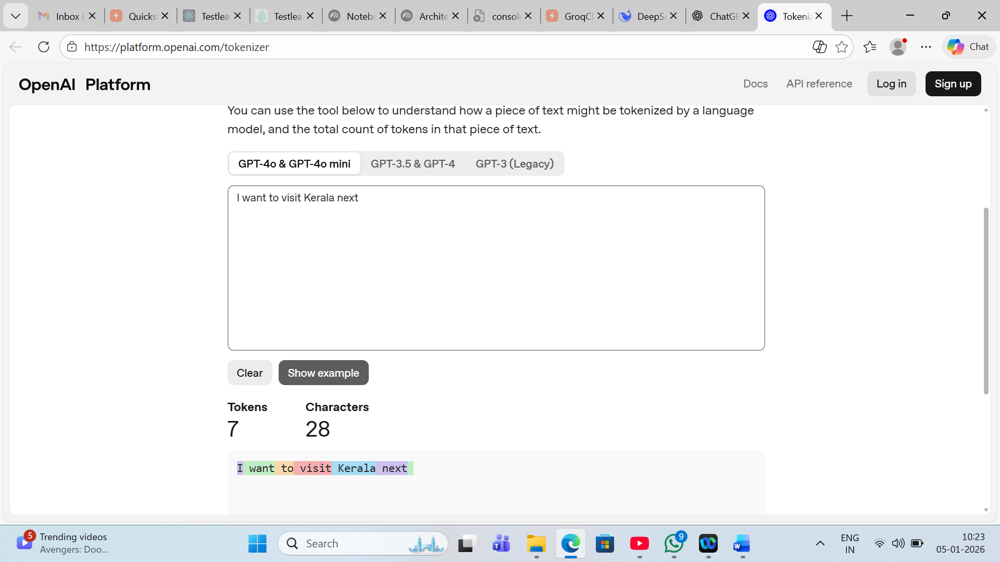 Inbox (
Quicks
Testlea
Testlea
Notebo
Archite
consol
GroqCl
DeepSe
ChatGP
Tokeniz
https://platform.openai.com/tokenizer
Chat
OpenAI Platform
Docs
API reference
Log in
Sign up
You can use the tool below to understand how a piece of text might be tokenized by a language
model, and the total count of tokens in that piece of text.
GPT-4o & GPT-4o mini
GPT-3.5 & GPT-4
GPT-3 (Legacy)
I want to visit Kerala next
Clear
Show example
Tokens
Characters
7
28
I want to visit Kerala next
5
Trending videos
Avengers: Doo...
Search
9
ENG
IN
10:23
05-01-2026